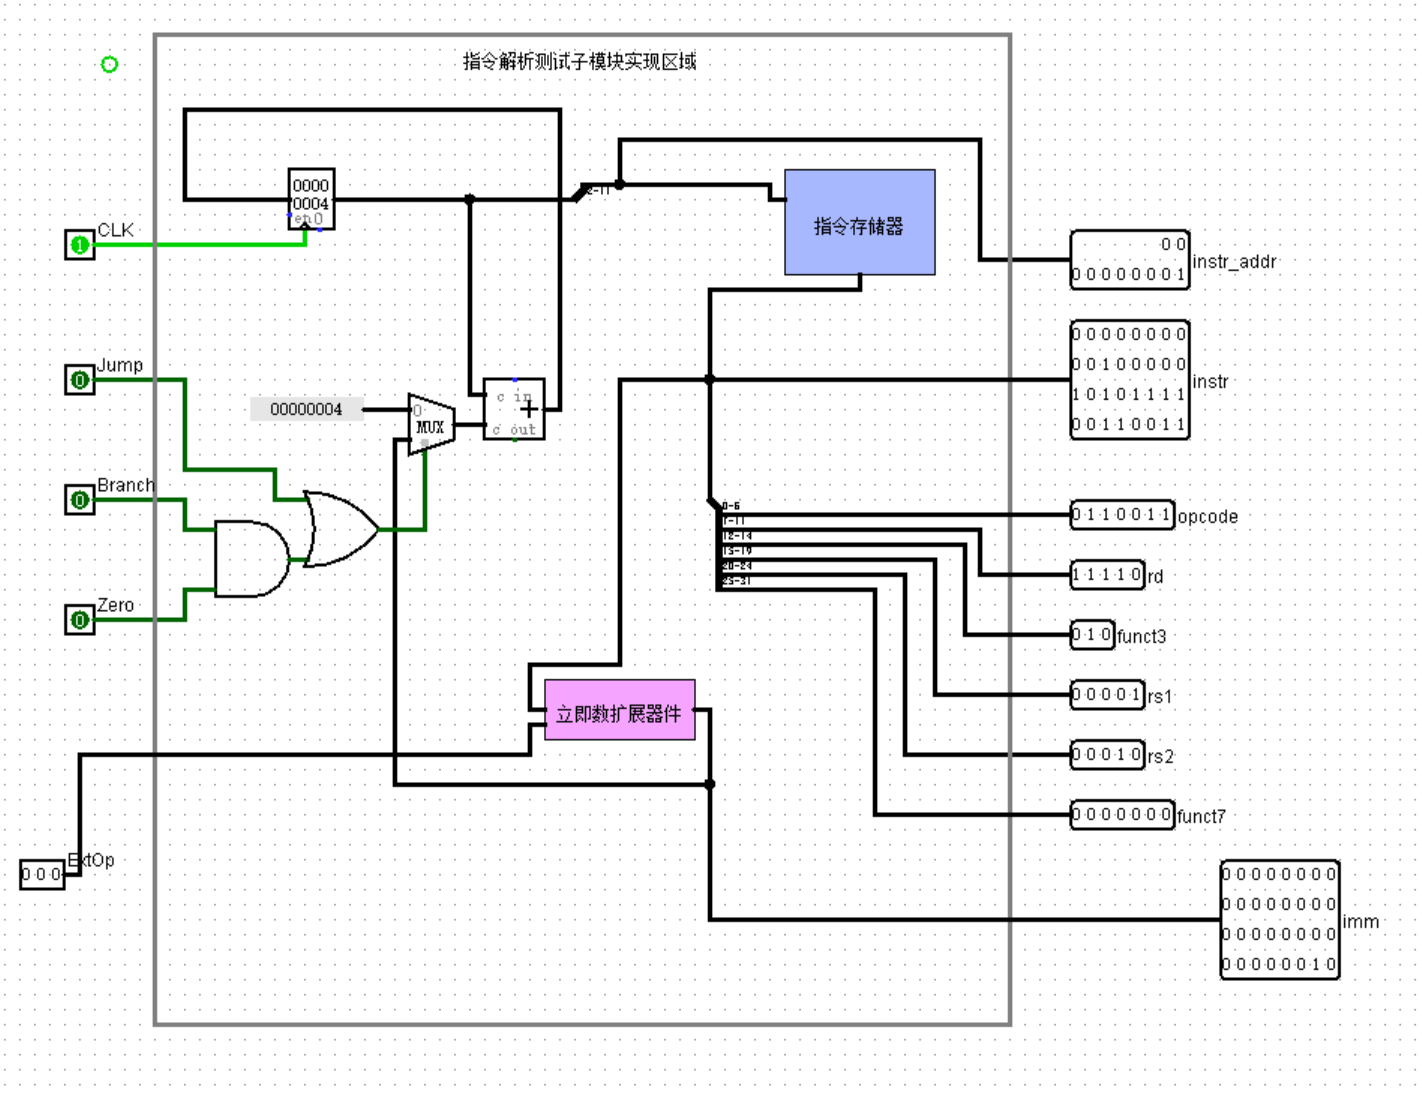 指令解析测试子模块实现区域
0000
0004
en0
2-11
指令存储器
CLK
1
0 0
0 0 0 0 0 0 0 1
instr_addr
Jump
0
00000004
0
MUX
c in
+
c out
0 0 0 0 0 0 0 0
0 0 1 0 0 0 0 0
1 0 1 0 1 1 1 1
0 0 1 1 0 0 1 1
instr
Branch
0
Zero
0
0-6
7-11
12-14
15-19
20-24
25-31
0 1 1 0 0 1 1
opcode
1 1 1 1 0
rd
0 1 0
funct3
0 0 0 0 1
rs1
0 0 0 1 0
rs2
0 0 0 0 0 0 0
funct7
立即数扩展器件
ExtOp
0 0 0
0 0 0 0 0 0 0 0
0 0 0 0 0 0 0 0
0 0 0 0 0 0 0 0
0 0 0 0 0 0 1 0
imm